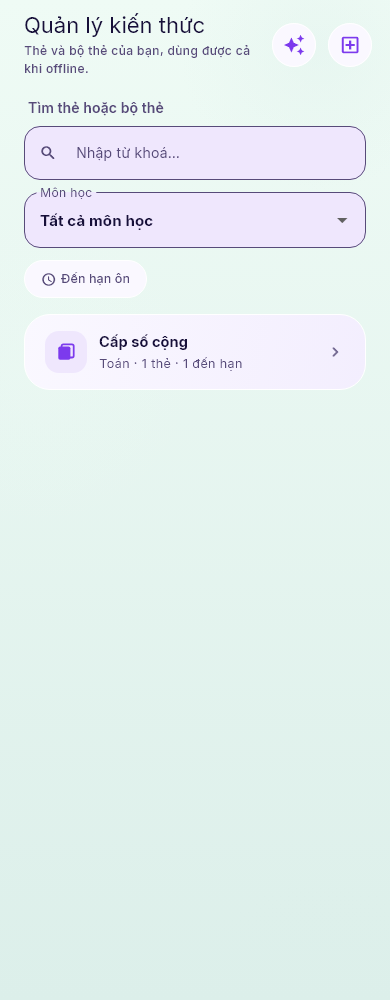 Quản lý kiến thức
Thẻ và bộ thẻ của bạn, dùng được cả
khi offline.
Tìm thẻ hoặc bộ thẻ
Nhập từ khoá...
Môn học
Tất cả môn học
Đến hạn ôn
Cấp số cộng
Toán · 1 thẻ · 1 đến hạn